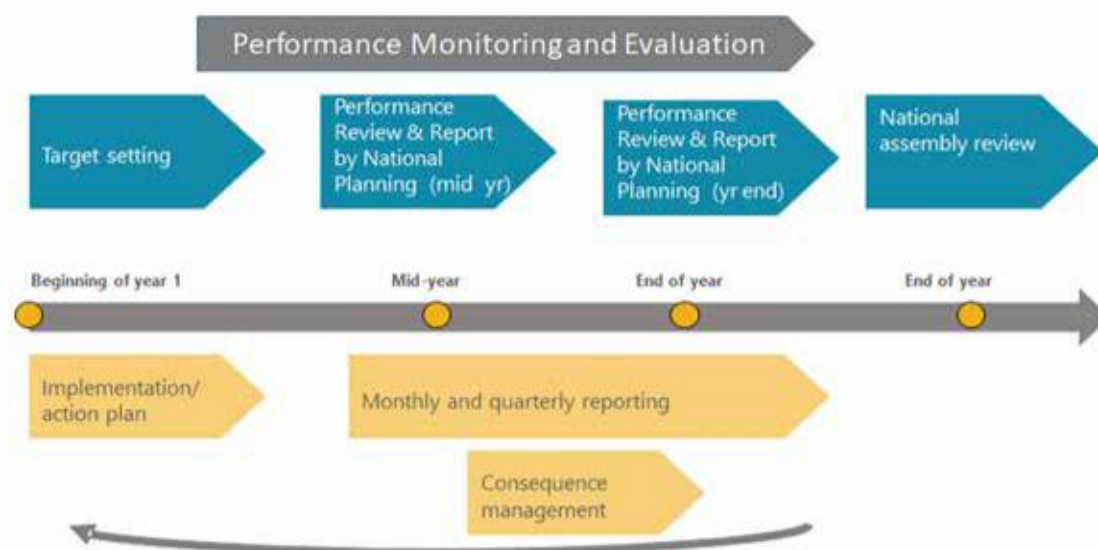 Performance Monitoring and Evaluation
Target setting
Performance
Review & Report
by National
Planning (mid yr)
Performance
Review & Report
by National
Planning (yr end)
National
assembly review
Beginning of year 1
Mid-year
End of year
End of year
Implementation/
action plan
Monthly and quarterly reporting
Consequence
management